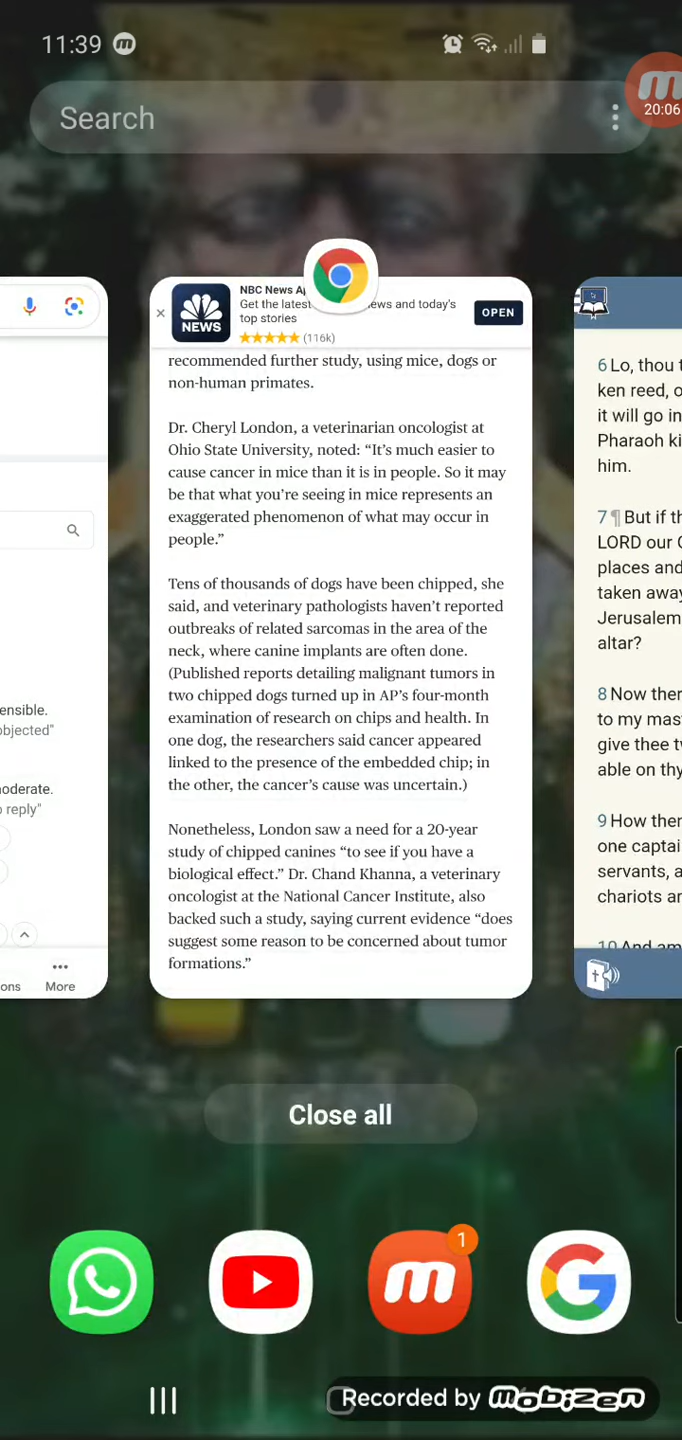 11:39
20:06
Search
NBC News Ap
Get the latest news and today's
top stories
(116k)
OPEN
NEWS
recommended further study, using mice, dogs or
non-human primates.
Dr. Cheryl London, a veterinarian oncologist at
Ohio State University, noted: “It’s much easier to
cause cancer in mice than it is in people. So it may
be that what you’re seeing in mice represents an
exaggerated phenomenon of what may occur in
people.”
Tens of thousands of dogs have been chipped, she
said, and veterinary pathologists haven’t reported
outbreaks of related sarcomas in the area of the
neck, where canine implants are often done.
(Published reports detailing malignant tumors in
two chipped dogs turned up in AP’s four-month
examination of research on chips and health. In
one dog, the researchers said cancer appeared
linked to the presence of the embedded chip; in
the other, the cancer’s cause was uncertain.)
Nonetheless, London saw a need for a 20-year
study of chipped canines “to see if you have a
biological effect.” Dr. Chand Khanna, a veterinary
oncologist at the National Cancer Institute, also
backed such a study, saying current evidence “does
suggest some reason to be concerned about tumor
formations.”
ensible.
objected"
noderate.
o reply"
ons
More
6 Lo, thou t
ken reed, o
it will go in
Pharaoh ki
him.
7 ¶ But if th
LORD our G
places and
taken away
Jerusalem
altar?
8 Now ther
to my mas
give thee tw
able on thy
9 How ther
one captai
servants, a
chariots an
10 And am
Close all
1
Recorded by mobizen